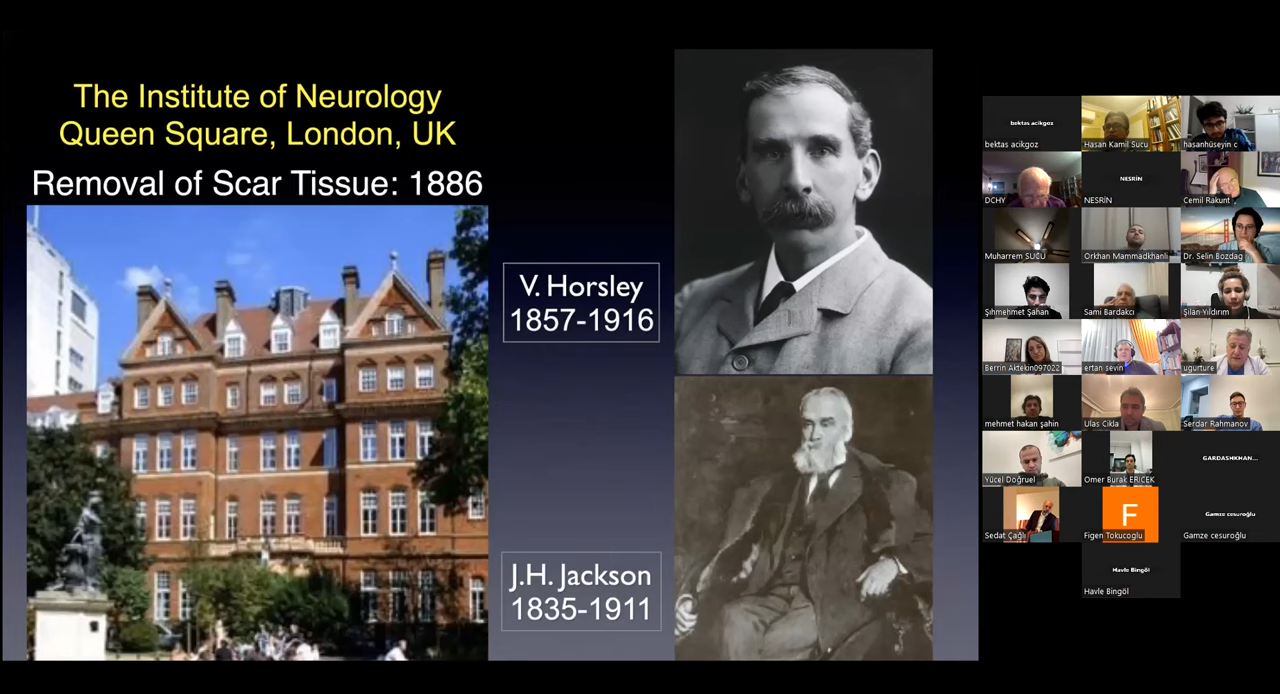 The Institute of Neurology
Queen Square, London, UK
Removal of Scar Tissue: 1886
V. Horsley
1857-1916
J.H. Jackson
1835-1911
bektas acikgoz
bektas acikgoz
Hasan Kamil Sucu
hasanhüseyin c
DCHY
NESRİN
NESRİN
Cemil Rakunt
Muharrem SUCU
Orkhan Mammadkhanli
Dr. Selin Bozdag
Şıhmehmet Şahan
Sami Bardakcı
Şilan Yıldırım
Berrin Aktekin097022
ertan sevin
ugurture
mehmet hakan şahin
Ulas Cikla
Serdar Rahmanov
Yücel Doğruel
Omer Burak ERICEK
GARDASHKHAN...
Sedat Çağlı
F
Figen Tokucoglu
Gamze cesuroğlu
Gamze cesuroğlu
Havle Bingöl
Havle Bingöl